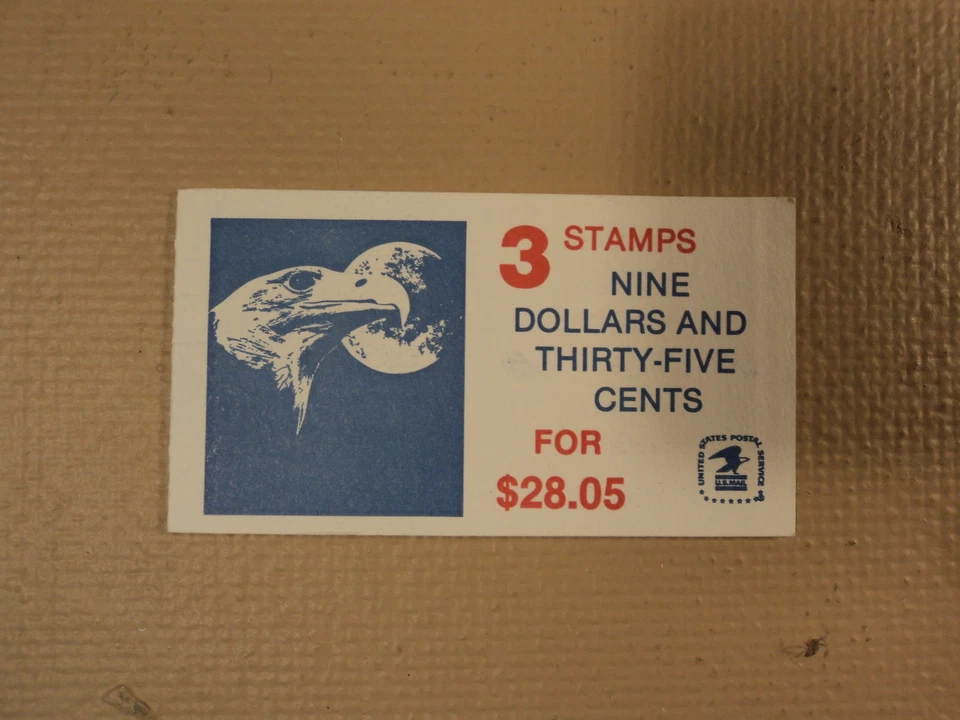 3 STAMPS
NINE
DOLLARS AND
THIRTY-FIVE
CENTS
FOR
$28.05
UNITED STATES POSTAL SERVICE
U.S.MAIL